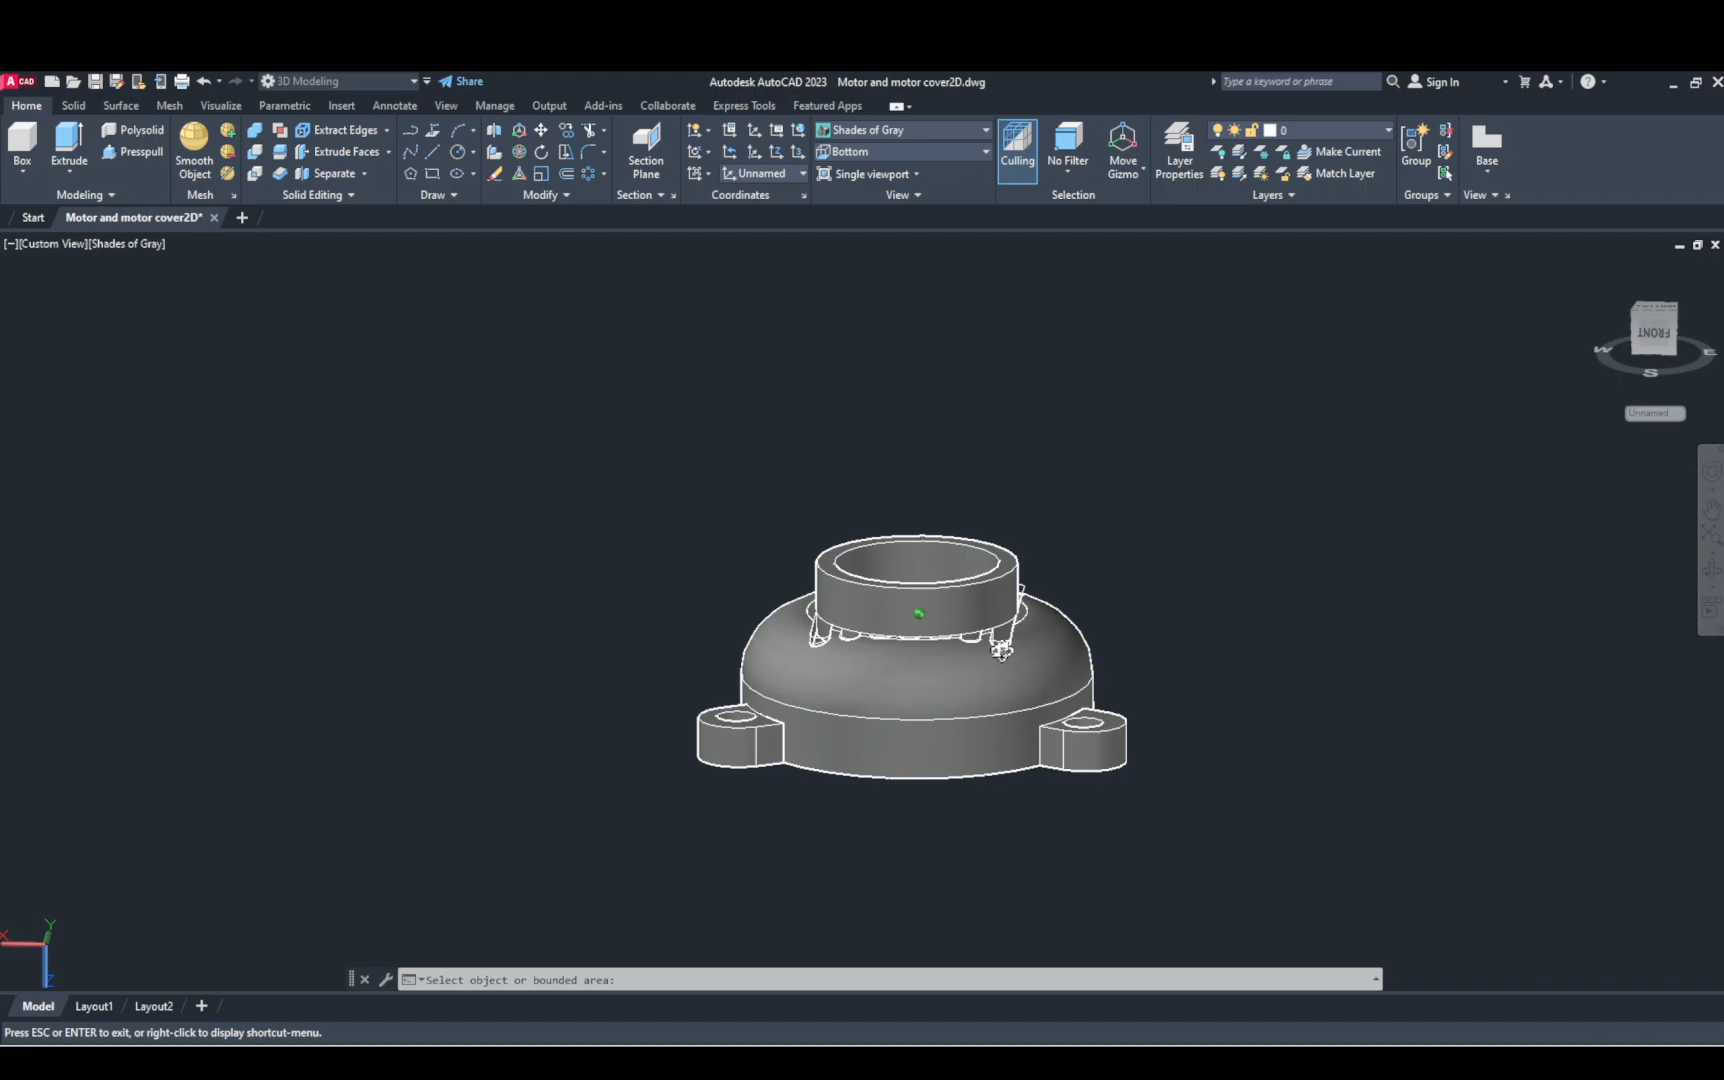 A CAD
3D Modeling
Share
Autodesk AutoCAD 2023 Motor and motor cover2D.dwg
Type a keyword or phrase
Sign In
Home Solid Surface Mesh Visualize Parametric Insert Annotate View Manage Output Add-ins Collaborate Express Tools Featured Apps
Box
Extrude
Polysolid
Presspull
Smooth Object
Extrude Edges
Extrude Faces
Separate
Section Plane
Unnamed
Shades of Gray
Bottom
Single viewport
Culling
No Filter
Move Gizmo
Layer Properties
0
Make Current
Match Layer
Group
Base
Modeling
Mesh
Solid Editing
Draw
Modify
Section
Coordinates
View
Selection
Layers
Groups
View
Start
Motor and motor cover2D*
[−][Custom View][Shades of Gray]
FRONT
W
E
S
Unnamed
Y
X
Z
Select object or bounded area:
Model
Layout1
Layout2
Press ESC or ENTER to exit, or right-click to display shortcut-menu.